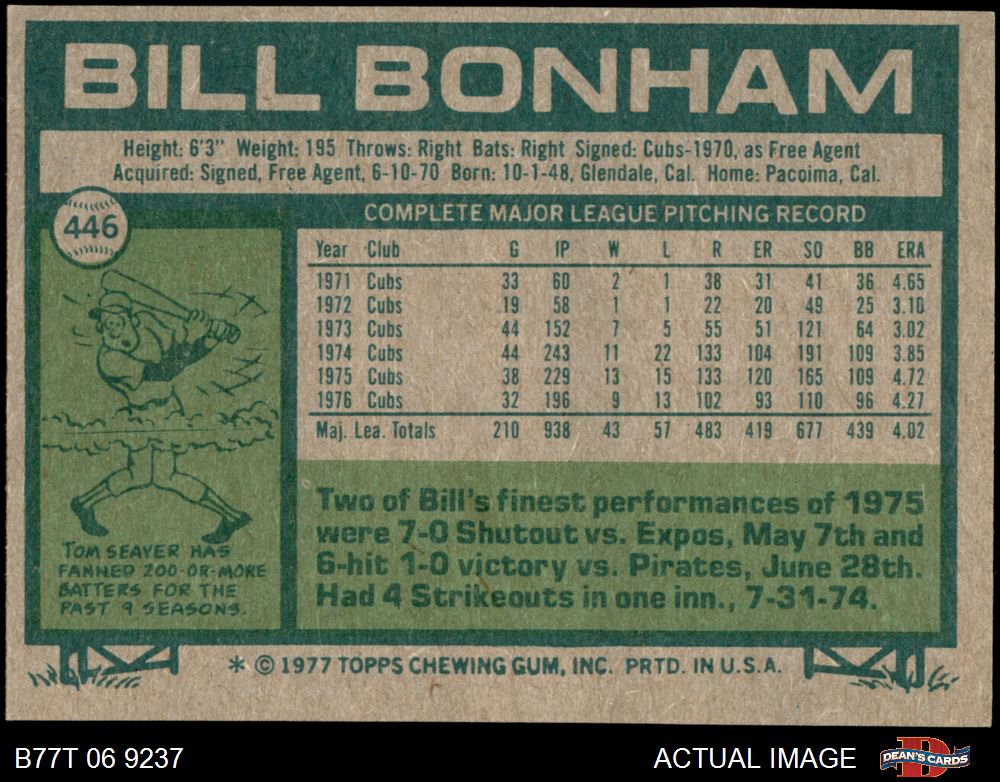 BILL BONHAM
Height: 6'3" Weight: 195 Throws: Right Bats: Right Signed: Cubs-1970, as Free Agent
Acquired: Signed, Free Agent, 6-10-70 Born: 10-1-48, Glendale, Cal. Home: Pacoima, Cal.
446
COMPLETE MAJOR LEAGUE PITCHING RECORD
Year Club G IP W L R ER SO BB ERA
1971 Cubs 33 60 2 1 38 31 41 36 4.65
1972 Cubs 19 58 1 1 22 20 49 25 3.10
1973 Cubs 44 152 7 5 55 51 121 64 3.02
1974 Cubs 44 243 11 22 133 104 191 109 3.85
1975 Cubs 38 229 13 15 133 120 165 109 4.72
1976 Cubs 32 196 9 13 102 93 110 96 4.27
Maj. Lea. Totals 210 938 43 57 483 419 677 439 4.02
TOM SEAVER HAS
FANNED 200-OR-MORE
BATTERS FOR THE
PAST 9 SEASONS.
Two of Bill's finest performances of 1975
were 7-0 Shutout vs. Expos, May 7th and
6-hit 1-0 victory vs. Pirates, June 28th.
Had 4 Strikeouts in one inn., 7-31-74.
* © 1977 TOPPS CHEWING GUM, INC. PRTD. IN U.S.A.
B77T 06 9237
ACTUAL IMAGE
DEAN'S CARDS